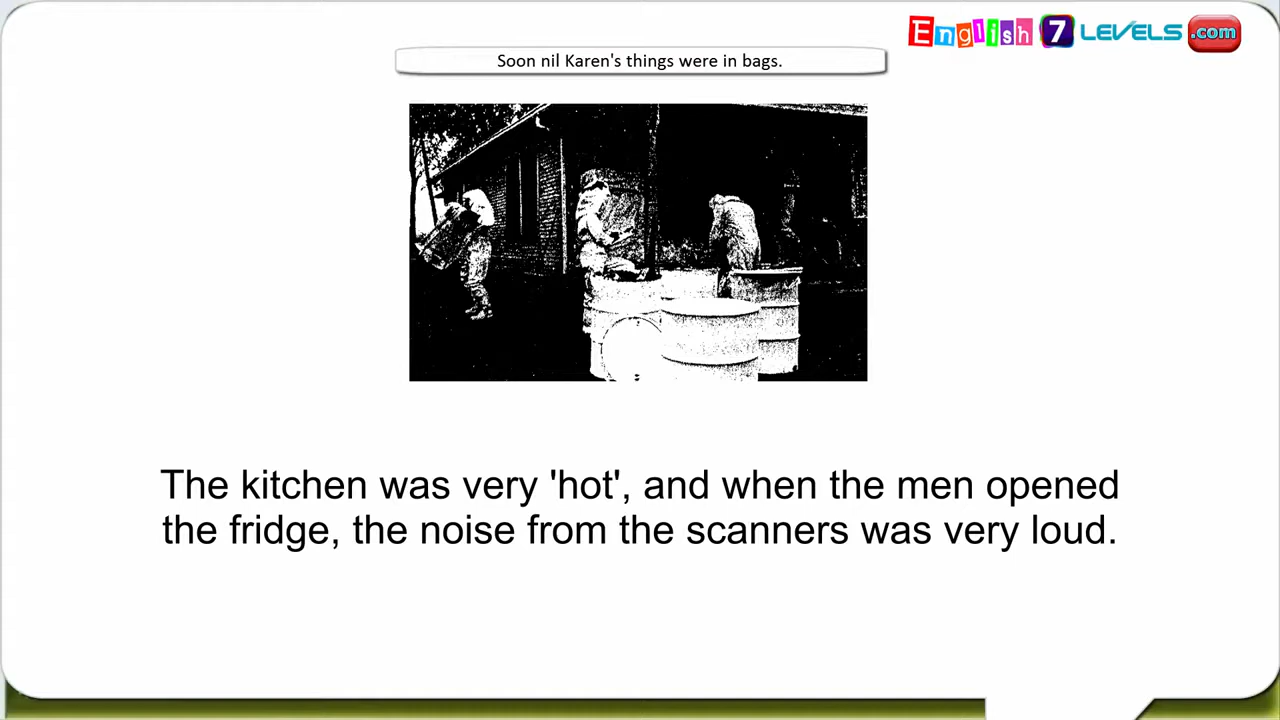 English 7 LEVELS .com
Soon nil Karen's things were in bags.
The kitchen was very 'hot', and when the men opened
the fridge, the noise from the scanners was very loud.